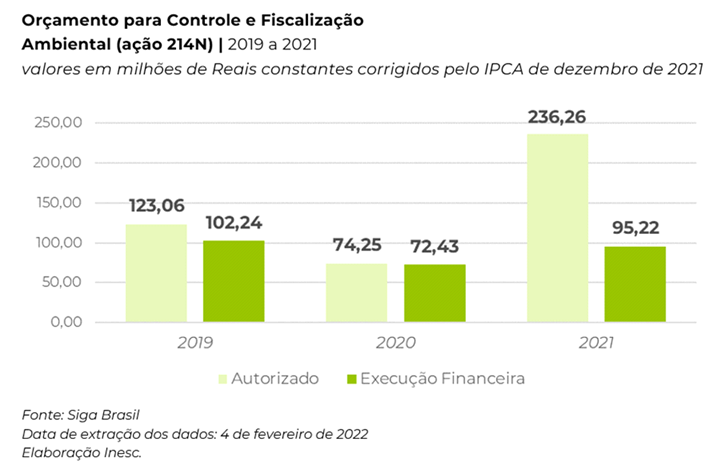 Orçamento para Controle e Fiscalização
Ambiental (ação 214N) | 2019 a 2021
valores em milhões de Reais constantes corrigidos pelo IPCA de dezembro de 2021
250,00
200,00
150,00
100,00
50,00
0,00
123,06
102,24
74,25
72,43
236,26
95,22
2019
2020
2021
Autorizado
Execução Financeira
Fonte: Siga Brasil
Data de extração dos dados: 4 de fevereiro de 2022
Elaboração Inesc.